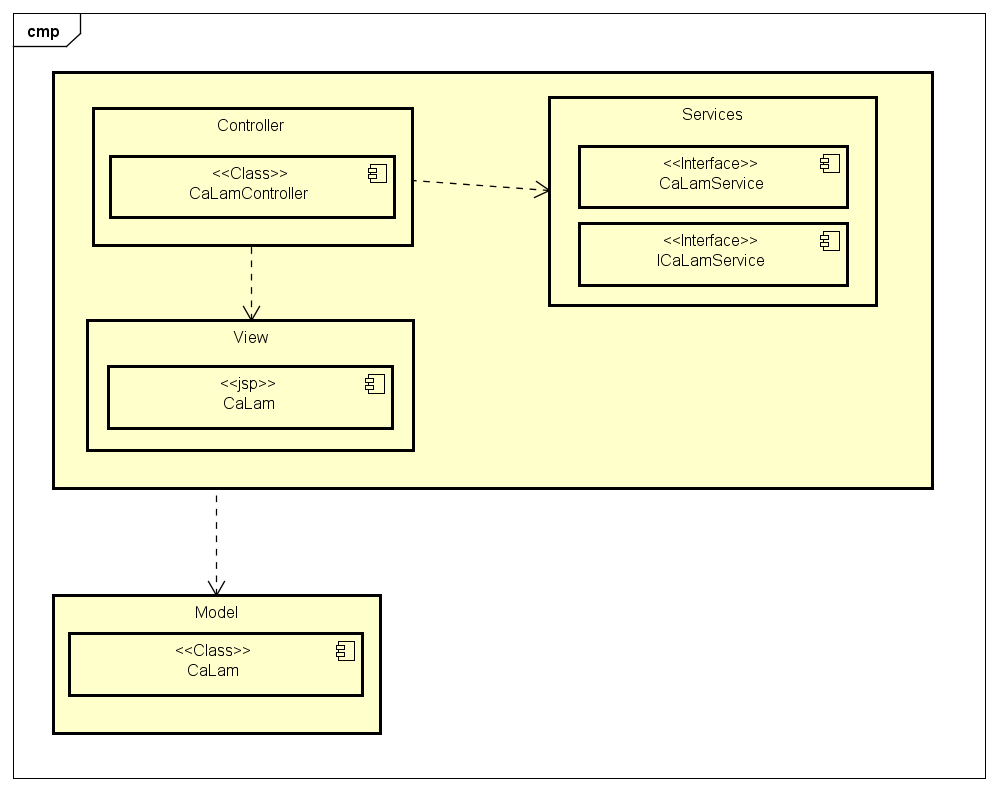 cmp
Controller
<<Class>>
CaLamController
Services
<<Interface>>
CaLamService
<<Interface>>
ICaLamService
View
<<jsp>>
CaLam
Model
<<Class>>
CaLam